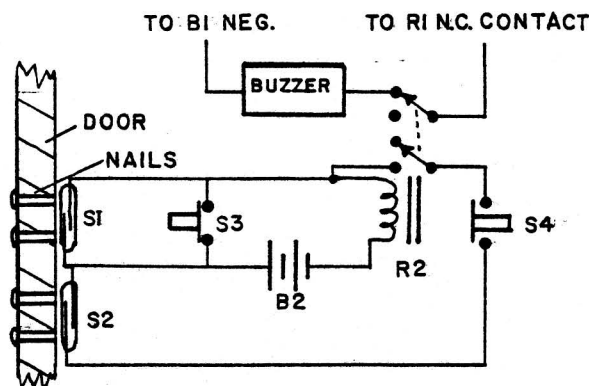 TO B1 NEG. TO R1 N.C. CONTACT
BUZZER
DOOR
NAILS
S1
S3
S4
R2
B2
S2